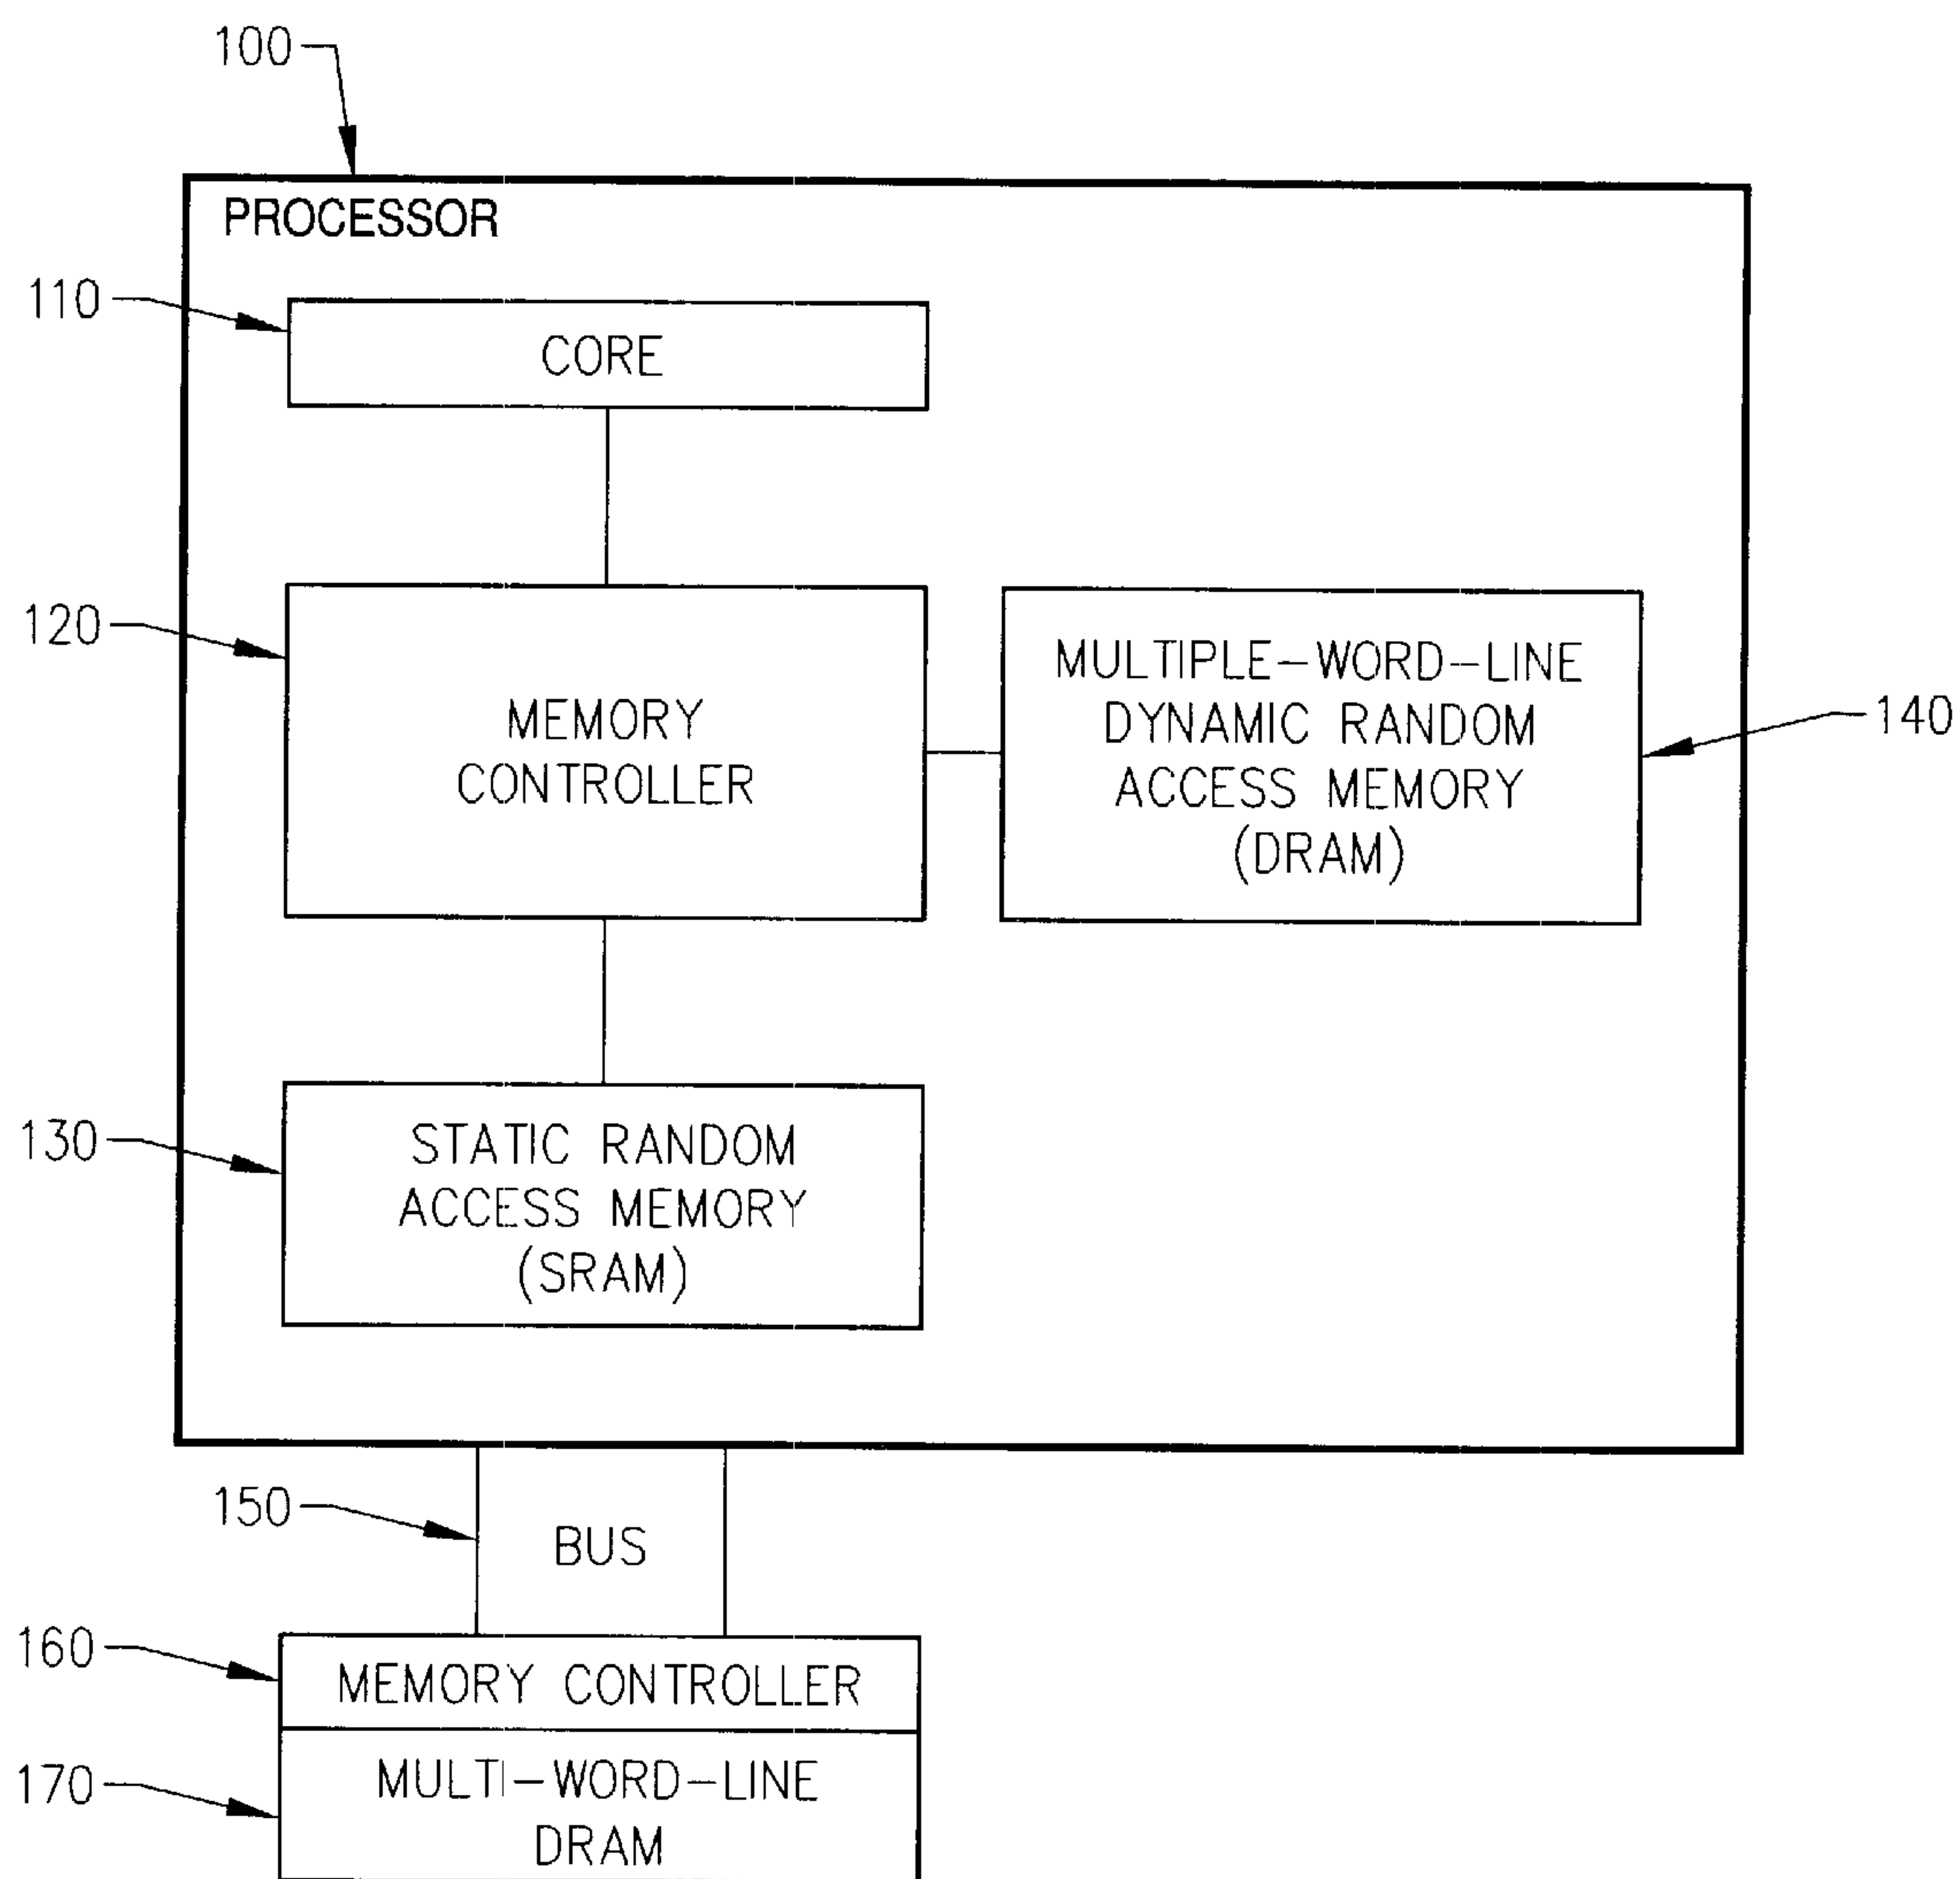 100
PROCESSOR
110
CORE
120
MEMORY
CONTROLLER
MULTIPLE-WORD-LINE
DYNAMIC RANDOM
ACCESS MEMORY
(DRAM)
140
130
STATIC RANDOM
ACCESS MEMORY
(SRAM)
150
BUS
160
MEMORY CONTROLLER
170
MULTI-WORD-LINE
DRAM